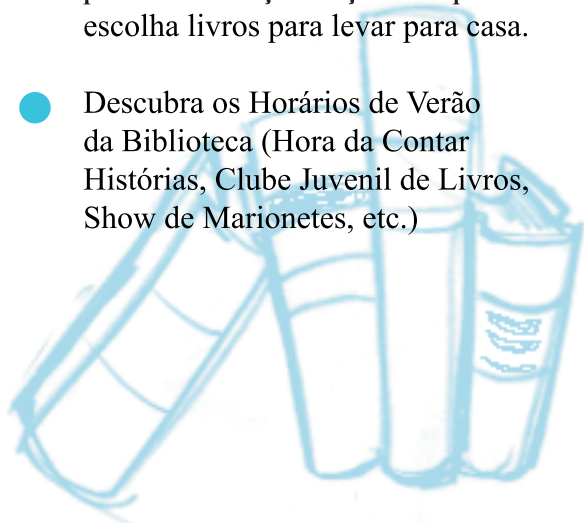 escolha livros para levar para casa.
Descubra os Horários de Verão
da Biblioteca (Hora da Contar
Histórias, Clube Juvenil de Livros,
Show de Marionetes, etc.)